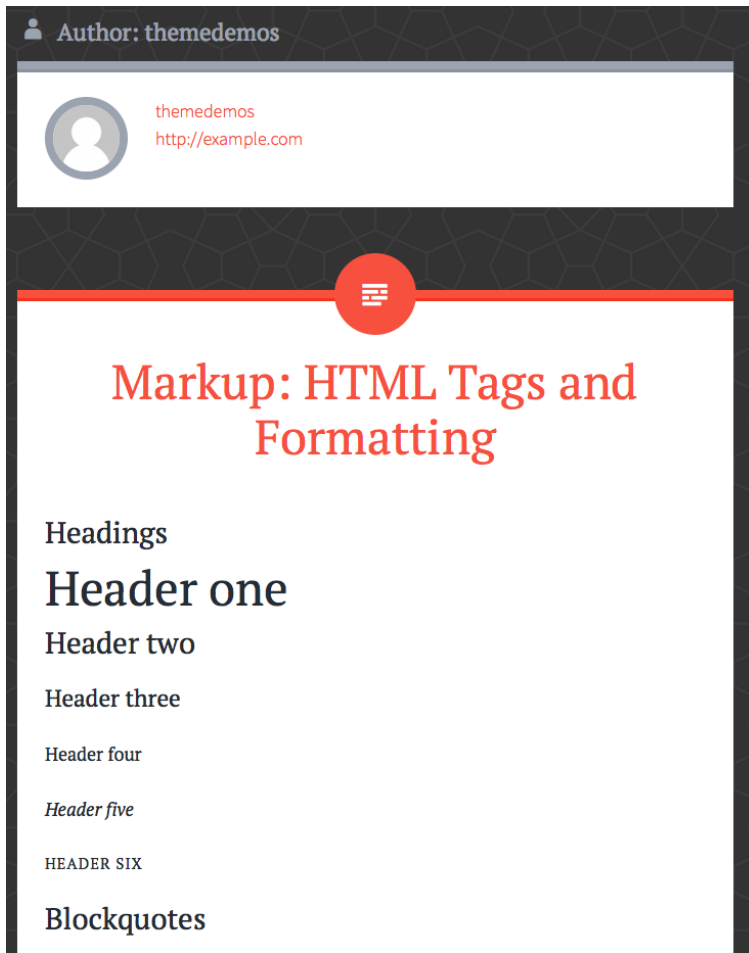 Author: themedemos
themedemos
http://example.com
Markup: HTML Tags and
Formatting
Headings
Header one
Header two
Header three
Header four
Header five
HEADER SIX
Blockquotes